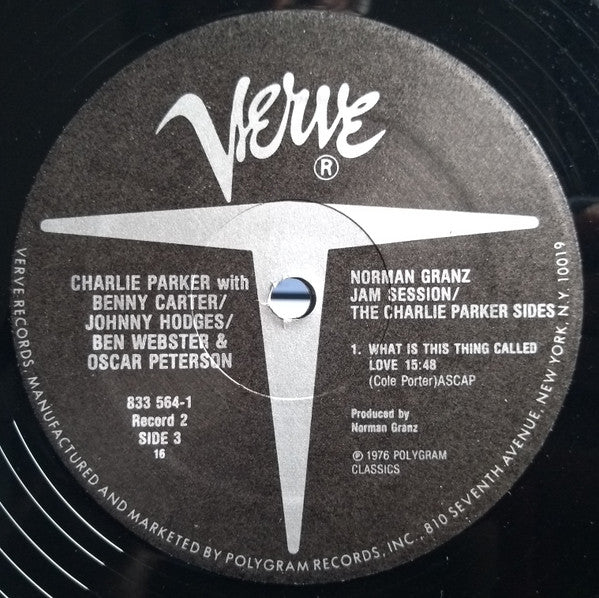 Verve
®
CHARLIE PARKER with
BENNY CARTER/
JOHNNY HODGES/
BEN WEBSTER &
OSCAR PETERSON
833 564-1
Record 2
SIDE 3
16
NORMAN GRANZ
JAM SESSION/
THE CHARLIE PARKER SIDES
1. WHAT IS THIS THING CALLED
LOVE 15:48
(Cole Porter)ASCAP
Produced by
Norman Granz
℗ 1976 POLYGRAM
CLASSICS
VERVE RECORDS, MANUFACTURED AND MARKETED BY POLYGRAM RECORDS, INC., 810 SEVENTH AVENUE, NEW YORK, N.Y. 10019